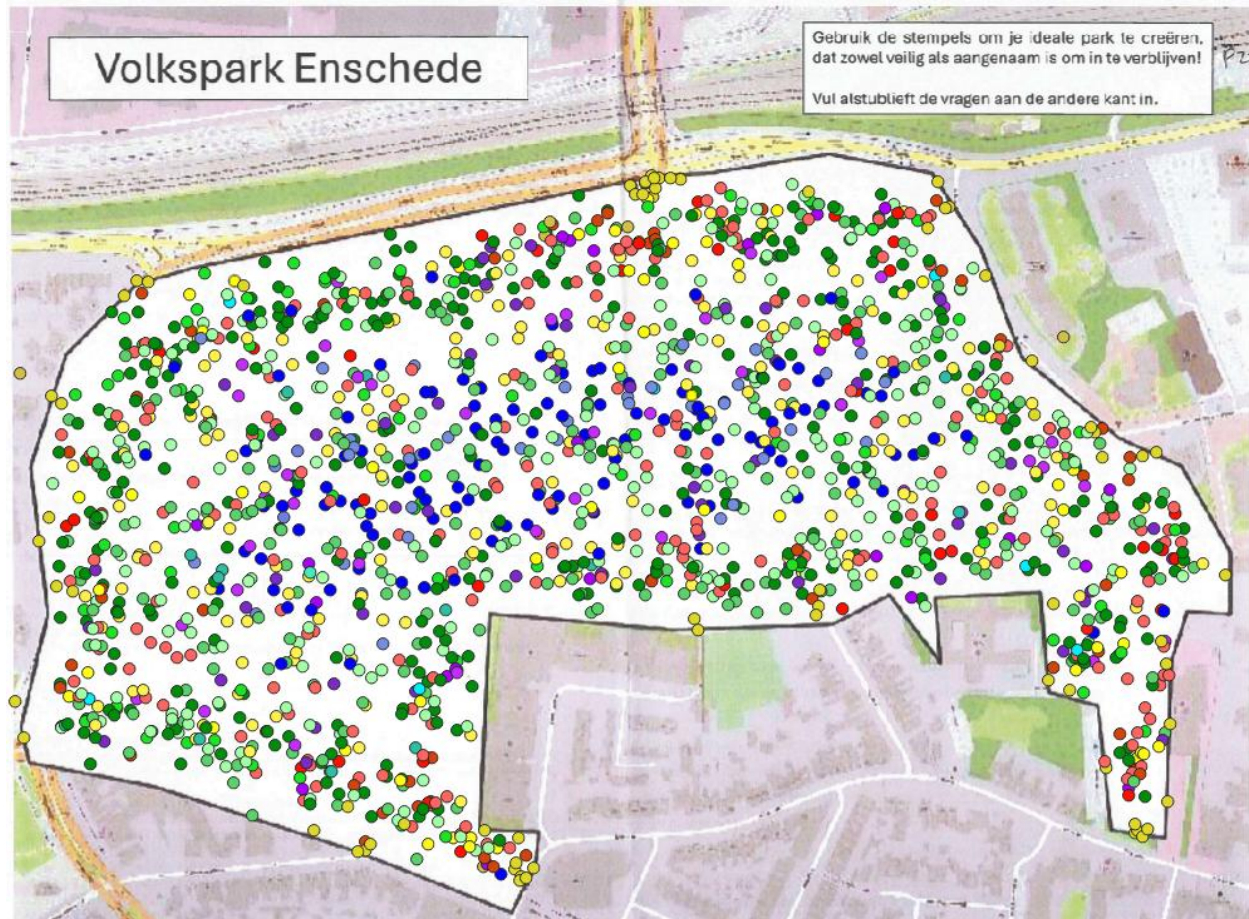 Volkspark Enschede
Gebruik de stempels om je ideale park te creëren,
dat zowel veilig als aangenaam is om in te verblijven!
Vul alstublieft de vragen aan de andere kant in.
P2